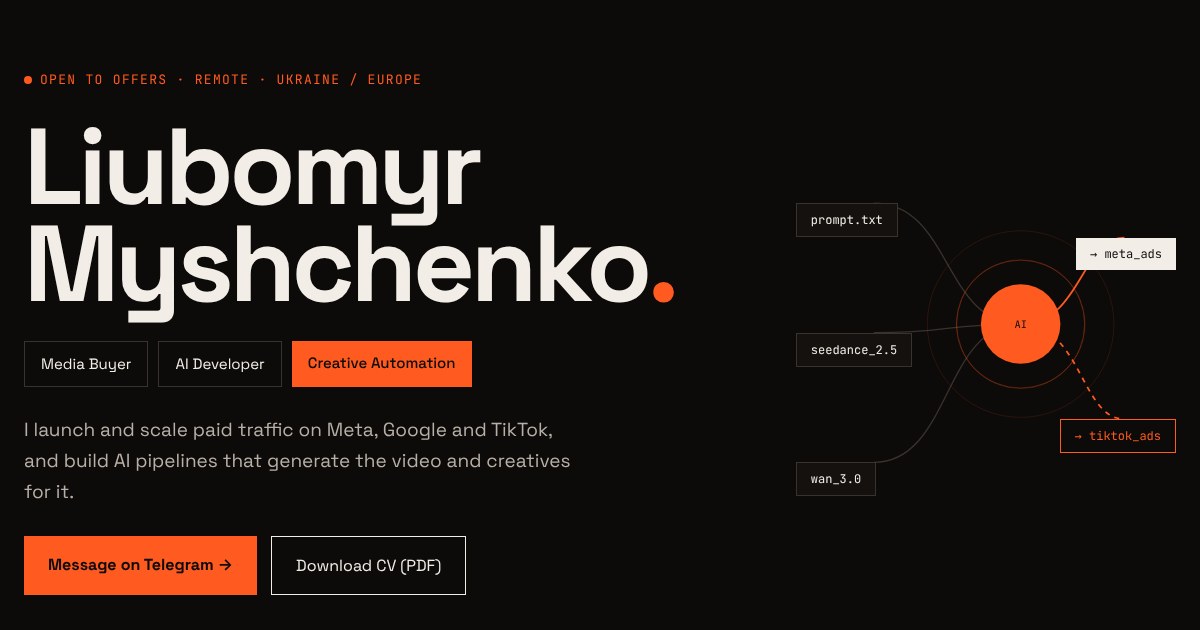 OPEN TO OFFERS · REMOTE · UKRAINE / EUROPE
Liubomyr
Myshchenko.
Media Buyer
AI Developer
Creative Automation
I launch and scale paid traffic on Meta, Google and TikTok,
and build AI pipelines that generate the video and creatives
for it.
Message on Telegram →
Download CV (PDF)
prompt.txt
→ meta_ads
AI
seedance_2.5
→ tiktok_ads
wan_3.0